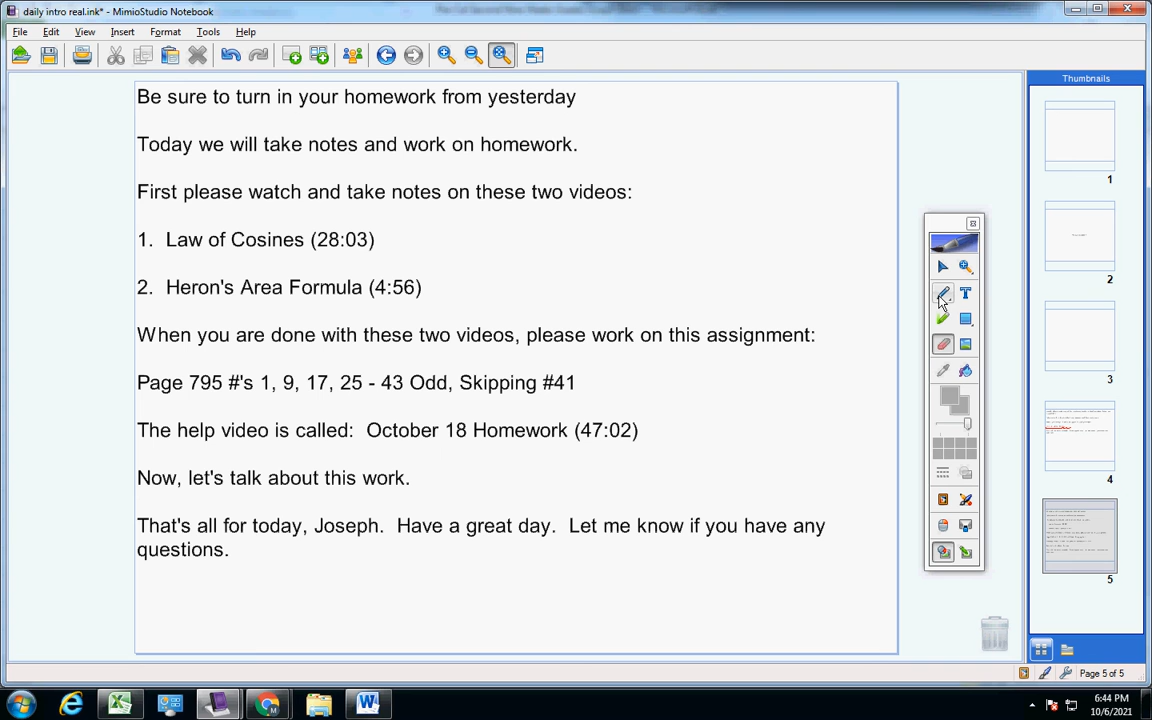 daily intro real.ink* - MimioStudio Notebook
File Edit View Insert Format Tools Help
Be sure to turn in your homework from yesterday
Today we will take notes and work on homework.
First please watch and take notes on these two videos:
1. Law of Cosines (28:03)
2. Heron's Area Formula (4:56)
When you are done with these two videos, please work on this assignment:
Page 795 #'s 1, 9, 17, 25 - 43 Odd, Skipping #41
The help video is called: October 18 Homework (47:02)
Now, let's talk about this work.
That's all for today, Joseph. Have a great day. Let me know if you have any
questions.
T
Thumbnails
1
2
3
4
5
Page 5 of 5
6:44 PM
10/6/2021